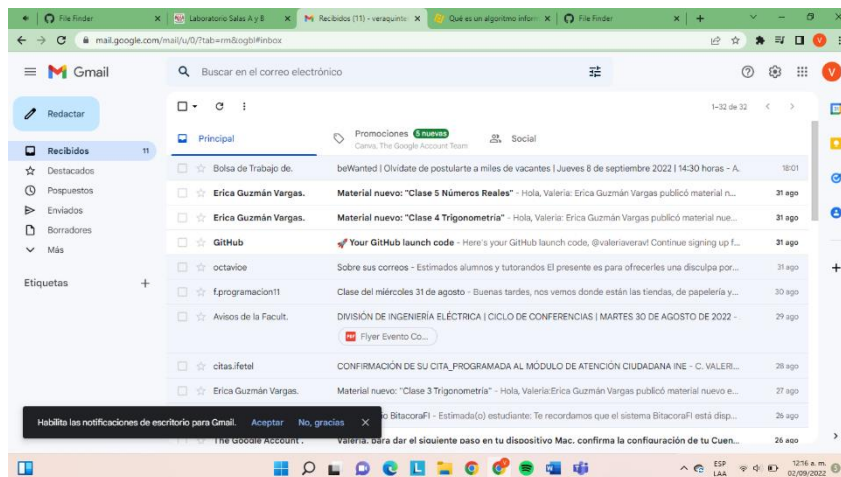 File Finder
Laboratorio Salas A y B
Recibidos (11) - veraquinte
Qué es un algoritmo inform
File Finder
mail.google.com/mail/u/0/?tab=rm&ogbl#inbox
V
Gmail
Buscar en el correo electrónico
V
Redactar
1–32 de 32
Recibidos 11
Destacados
Pospuestos
Enviados
Borradores
Más
Etiquetas
Principal
Promociones 5 nuevas
Canva, The Google Account Team
Social
Bolsa de Trabajo de. beWanted | Olvídate de postularte a miles de vacantes | Jueves 8 de septiembre 2022 | 14:30 horas - A. 18:01
Erica Guzmán Vargas. Material nuevo: "Clase 5 Números Reales" - Hola, Valeria: Erica Guzmán Vargas publicó material n... 31 ago
Erica Guzmán Vargas. Material nuevo: "Clase 4 Trigonometría" - Hola, Valeria: Erica Guzmán Vargas publicó material nue... 31 ago
GitHub 🚀 Your GitHub launch code - Here's your GitHub launch code, @valeriaverav! Continue signing up f... 31 ago
octavioe Sobre sus correos - Estimados alumnos y tutorandos El presente es para ofrecerles una disculpa por... 31 ago
f.programacion11 Clase del miércoles 31 de agosto - Buenas tardes, nos vemos donde están las tiendas, de papelería y... 30 ago
Avisos de la Facult. DIVISIÓN DE INGENIERÍA ELÉCTRICA | CICLO DE CONFERENCIAS | MARTES 30 DE AGOSTO DE 2022 - 29 ago
PDF Flyer Evento Co...
citas.ifetel CONFIRMACIÓN DE SU CITA_PROGRAMADA AL MÓDULO DE ATENCIÓN CIUDADANA INE - C. VALERI... 28 ago
Erica Guzmán Vargas. Material nuevo: "Clase 3 Trigonometría" - Hola, Valeria:Erica Guzmán Vargas publicó material nuevo e... 27 ago
io BitacoraFI - Estimada(o) estudiante: Te recordamos que el sistema BitacoraFI está disp... 26 ago
The Google Account . Valeria, para dar el siguiente paso en tu dispositivo Mac, confirma la configuración de tu Cuen... 26 ago
Habilita las notificaciones de escritorio para Gmail. Aceptar No, gracias
ESP
LAA
12:16 a. m.
02/09/2022